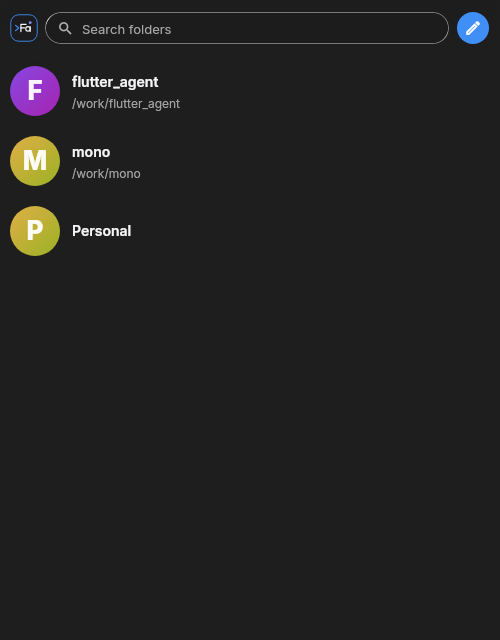 >Fa
Search folders
F
flutter_agent
/work/flutter_agent
M
mono
/work/mono
P
Personal